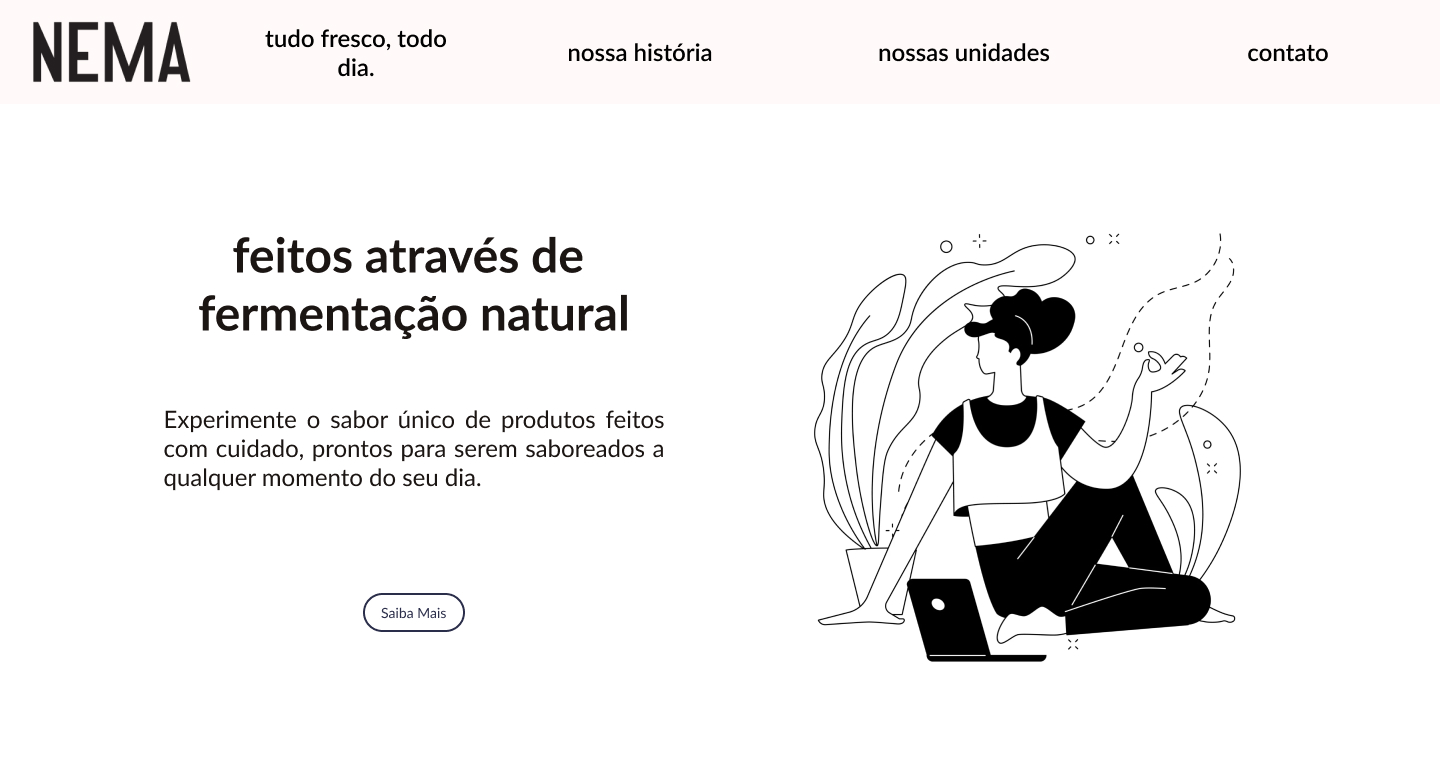 NEMA
tudo fresco, todo
dia.
nossa história
nossas unidades
contato
feitos através de
fermentação natural
Experimente o sabor único de produtos feitos
com cuidado, prontos para serem saboreados a
qualquer momento do seu dia.
Saiba Mais